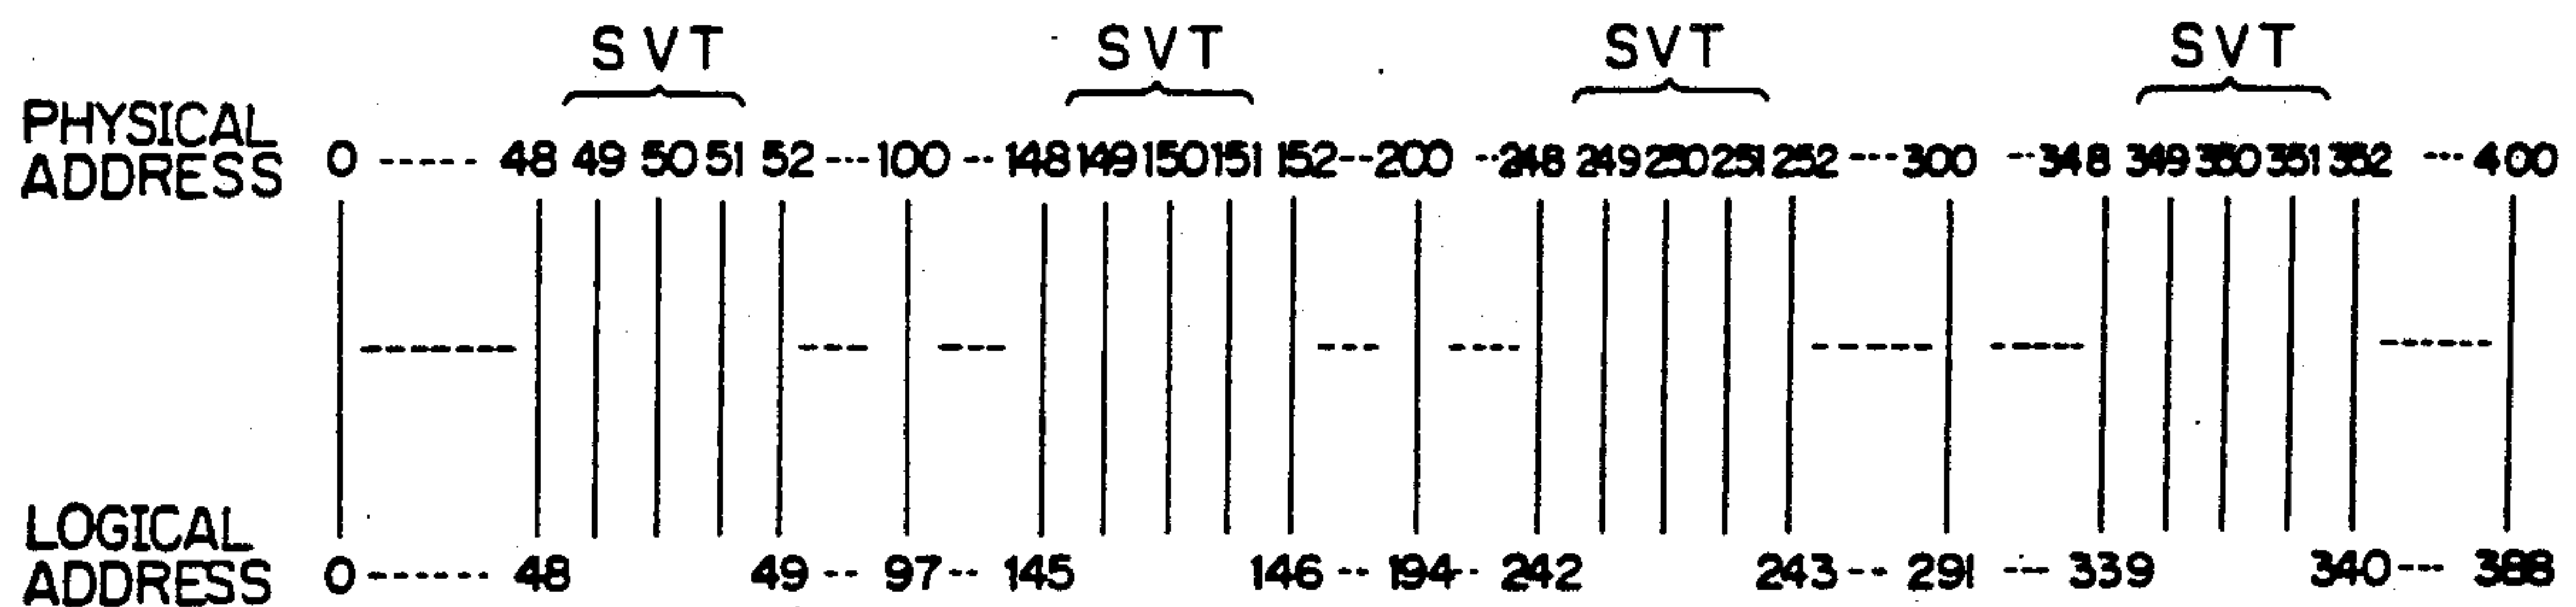 SVT SVT SVT SVT
PHYSICAL
ADDRESS 0 ----- 48 49 50 51 52 --- 100 -- 148 149 150 151 152 -- 200 -- 248 249 250 251 252 --- 300 -- 348 349 350 351 352 --- 400
LOGICAL
ADDRESS 0 ------ 48 49 -- 97 -- 145 146 -- 194 -- 242 243 -- 291 -- 339 340 --- 388